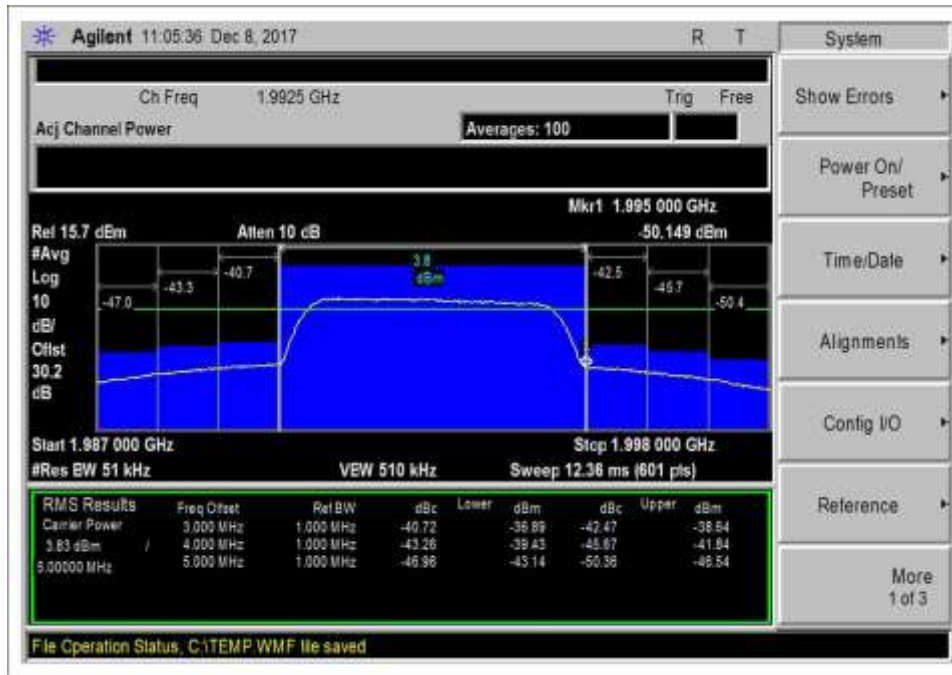 Agilent 11:05:36 Dec 8, 2017 R T
System
Ch Freq 1.9925 GHz Trig Free
Show Errors
Acj Channel Power Averages: 100
Power On/
Preset
Mkr1 1.995 000 GHz
Ref 15.7 dBm Atten 10 dB -50.149 dBm
#Avg
Log
10
dB/
Offst
30.2
dB
-47.0 -43.3 -40.7 3.8 dBm -42.5 -45.7 -50.4
Time/Date
Alignments
Config I/O
Start 1.987 000 GHz Stop 1.998 000 GHz
#Res BW 51 kHz VBW 510 kHz Sweep 12.36 ms (601 pts)
RMS Results Freq Offset Ref BW dBc Lower dBm dBc Upper dBm
Carrier Power 3.000 MHz 1.000 MHz -40.72 -36.89 -42.47 -38.64
3.83 dBm / 4.000 MHz 1.000 MHz -43.26 -39.43 -45.67 -41.84
5.00000 MHz 5.000 MHz 1.000 MHz -46.96 -43.14 -50.36 -46.54
Reference
More
1 of 3
File Operation Status, C:\TEMP.WMF file saved